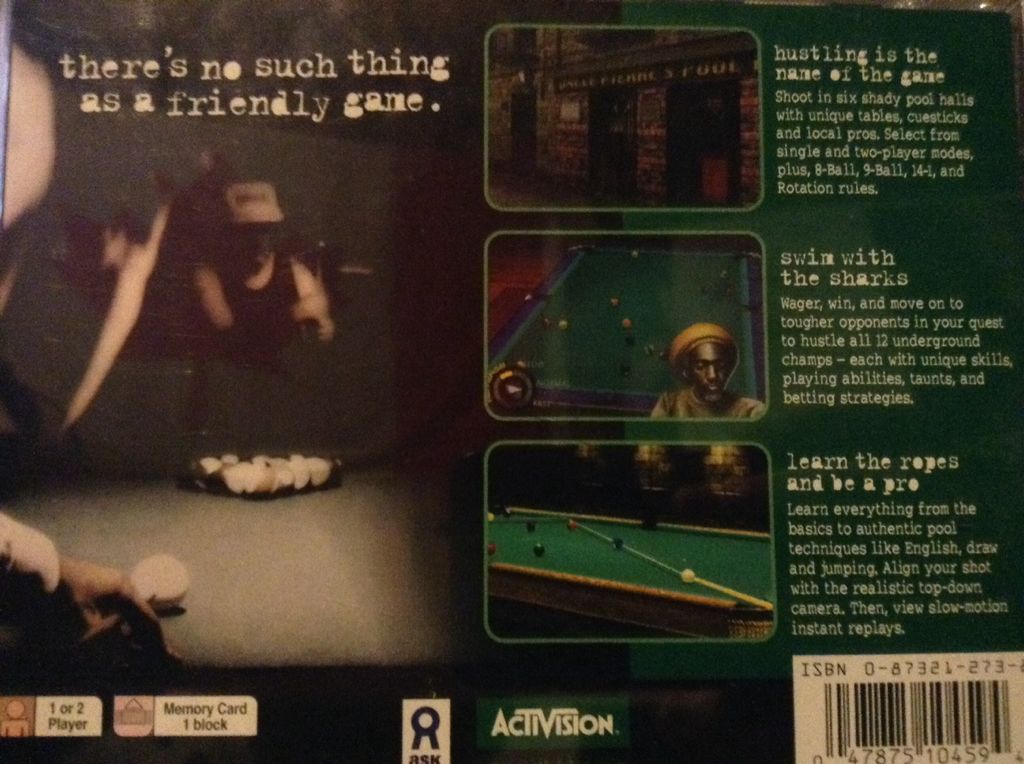 there's no such thing
as a friendly game.
UNCLE PIERRE'S POOL
hustling is the
name of the game
Shoot in six shady pool halls
with unique tables, cuesticks
and local pros. Select from
single and two-player modes,
plus, 8-Ball, 9-Ball, 14-1, and
Rotation rules.
swim with
the sharks
Wager, win, and move on to
tougher opponents in your quest
to hustle all 12 underground
champs – each with unique skills,
playing abilities, taunts, and
betting strategies.
learn the ropes
and be a pro
Learn everything from the
basics to authentic pool
techniques like English, draw
and jumping. Align your shot
with the realistic top-down
camera. Then, view slow-motion
instant replays.
1 or 2
Player
Memory Card
1 block
ask
ACTIVISION.
ISBN 0-87321-273-
0 47875 10459 4